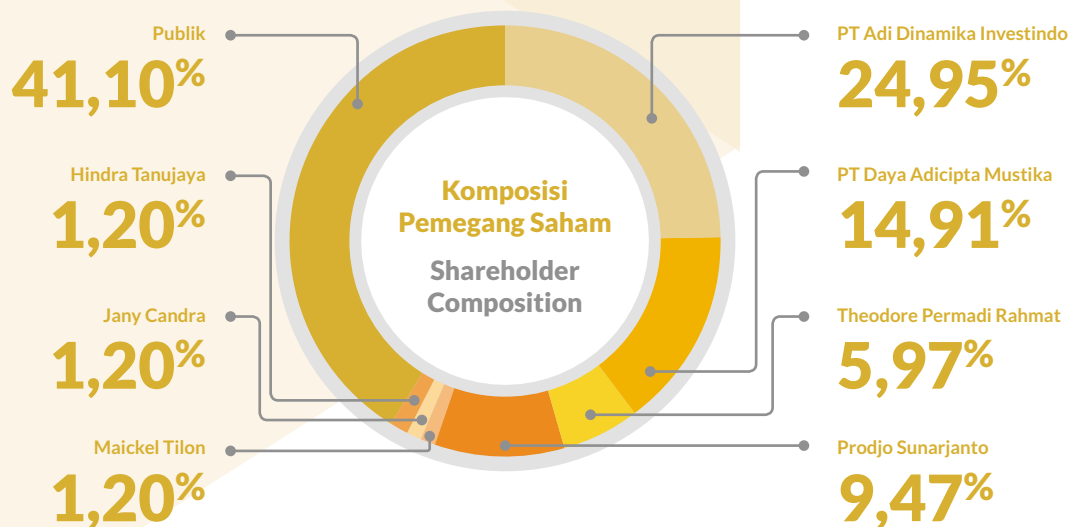 Publik
41,10%
Hindra Tanujaya
1,20%
Jany Candra
1,20%
Maickel Tilon
1,20%
Komposisi
Pemegang Saham
Shareholder
Composition
PT Adi Dinamika Investindo
24,95%
PT Daya Adicipta Mustika
14,91%
Theodore Permadi Rahmat
5,97%
Prodjo Sunarjanto
9,47%